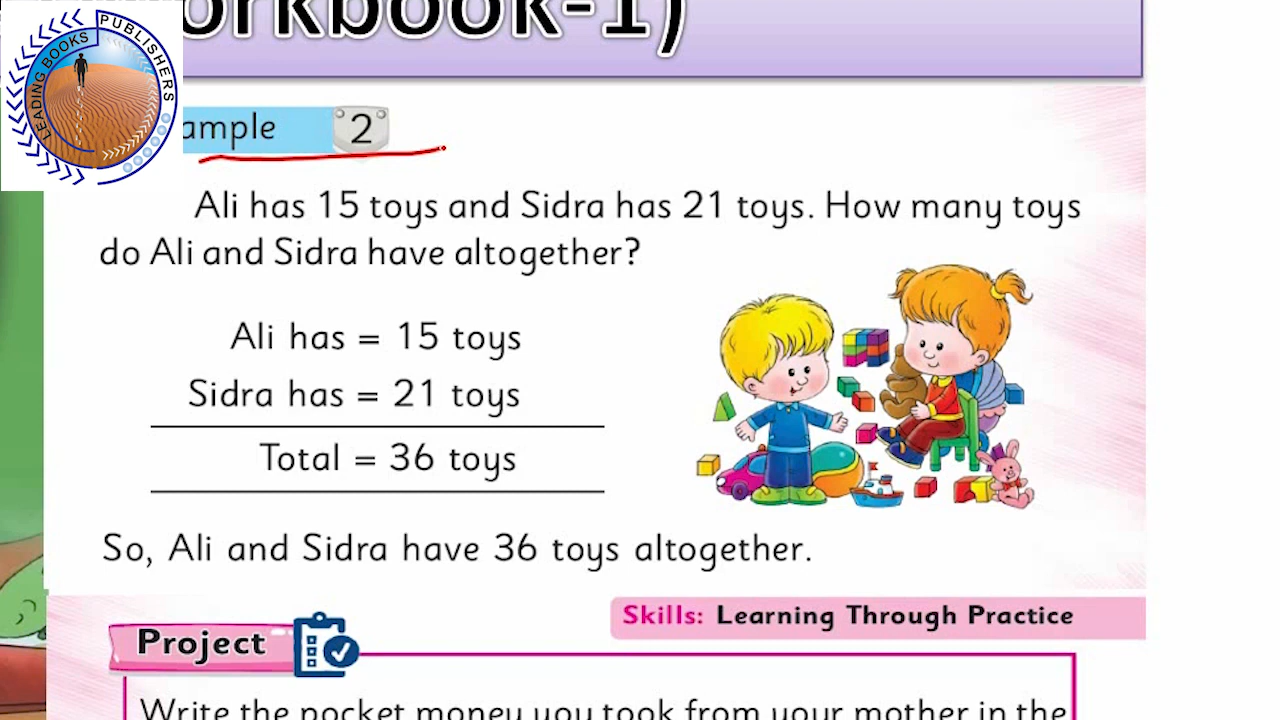 orkbook-1)
LEADING BOOKS PUBLISHERS
ample 2
Ali has 15 toys and Sidra has 21 toys. How many toys
do Ali and Sidra have altogether?
Ali has = 15 toys
Sidra has = 21 toys
Total = 36 toys
So, Ali and Sidra have 36 toys altogether.
Skills: Learning Through Practice
Project
Write the pocket money you took from your mother in the